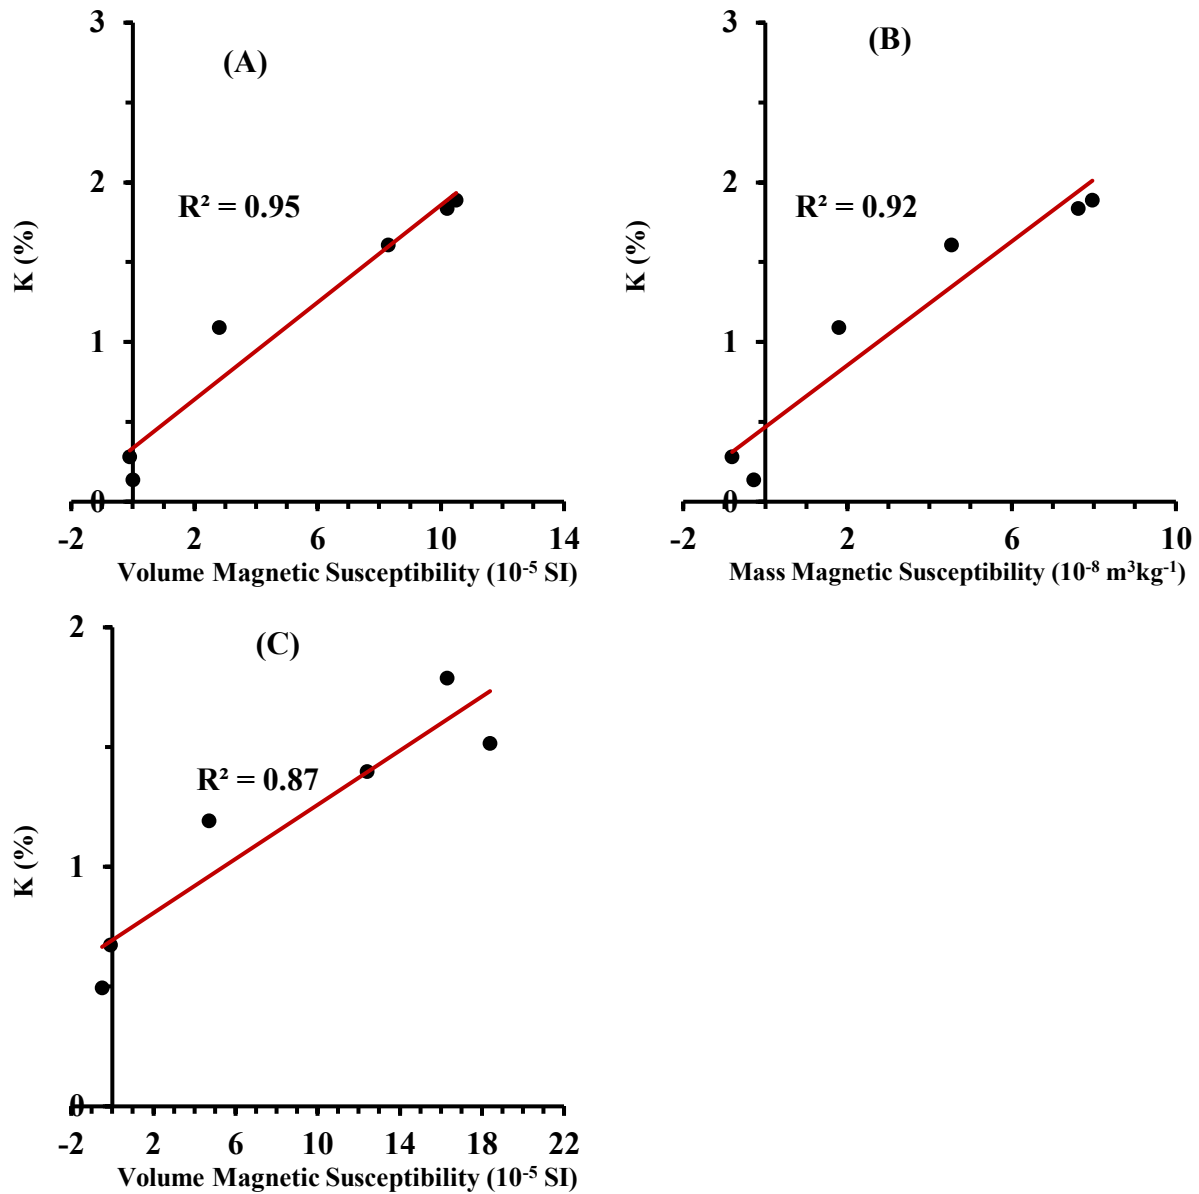 (A)
3
2
1
0
K (%)
R² = 0.95
-2 2 6 10 14
Volume Magnetic Susceptibility (10⁻⁵ SI)
(B)
3
2
1
0
K (%)
R² = 0.92
-2 2 6 10
Mass Magnetic Susceptibility (10⁻⁸ m³kg⁻¹)
(C)
2
1
0
K (%)
R² = 0.87
-2 2 6 10 14 18 22
Volume Magnetic Susceptibility (10⁻⁵ SI)